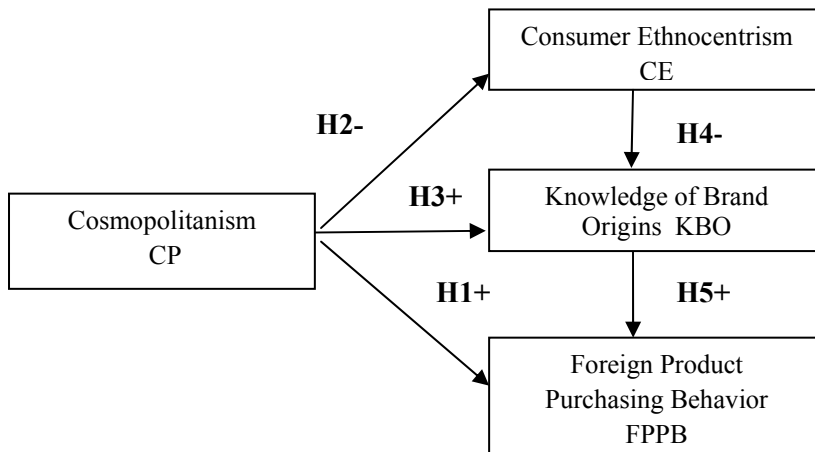 Consumer Ethnocentrism
CE
H2-
H4-
Cosmopolitanism
CP
H3+
Knowledge of Brand
Origins KBO
H1+
H5+
Foreign Product
Purchasing Behavior
FPPB